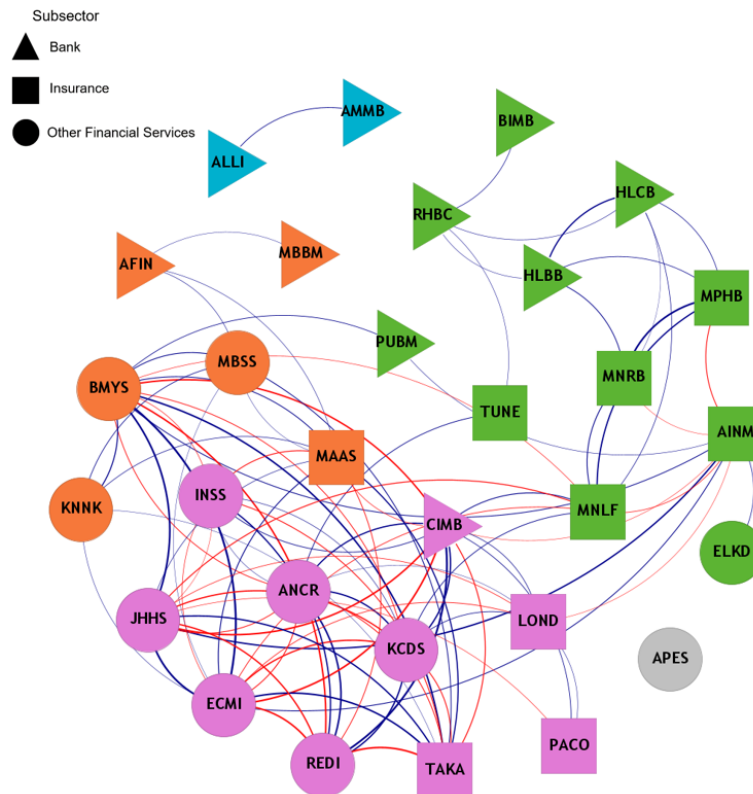 Subsector
Bank
Insurance
Other Financial Services
AMMB
BIMB
ALLI
HLCB
RHBC
MBBM
AFIN
HLBB
MPHB
PUBM
MBSS
MNRB
BMYS
TUNE
AINM
MAAS
INSS
KNNK
CIMB
MNLF
ELKD
ANCR
JHHS
LOND
KCDS
APES
ECMI
PACO
REDI
TAKA